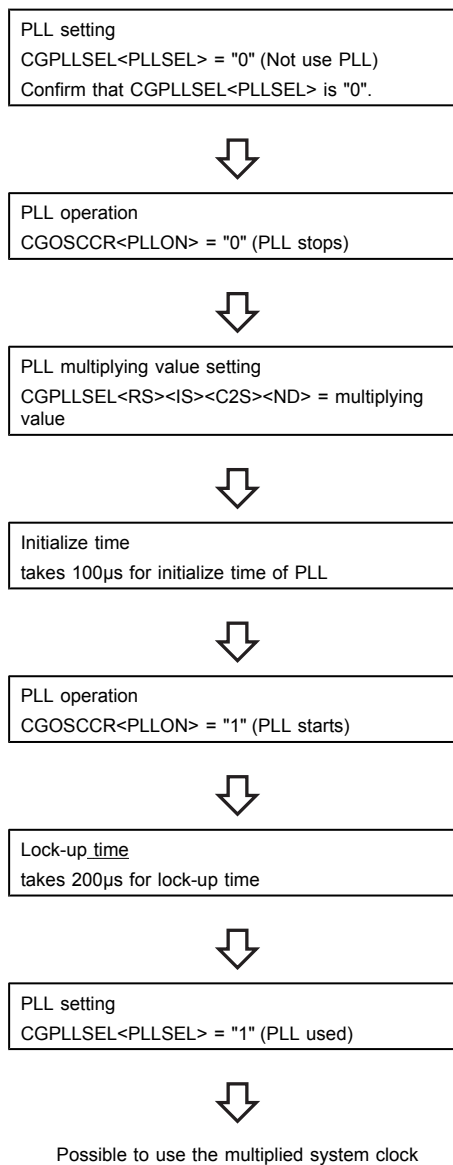 PLL setting
CGPLLSEL<PLLSEL> = "0" (Not use PLL)
Confirm that CGPLLSEL<PLLSEL> is "0".
PLL operation
CGOSCCR<PLLON> = "0" (PLL stops)
PLL multiplying value setting
CGPLLSEL<RS><IS><C2S><ND> = multiplying
value
Initialize time
takes 100µs for initialize time of PLL
PLL operation
CGOSCCR<PLLON> = "1" (PLL starts)
Lock-up time
takes 200µs for lock-up time
PLL setting
CGPLLSEL<PLLSEL> = "1" (PLL used)
Possible to use the multiplied system clock